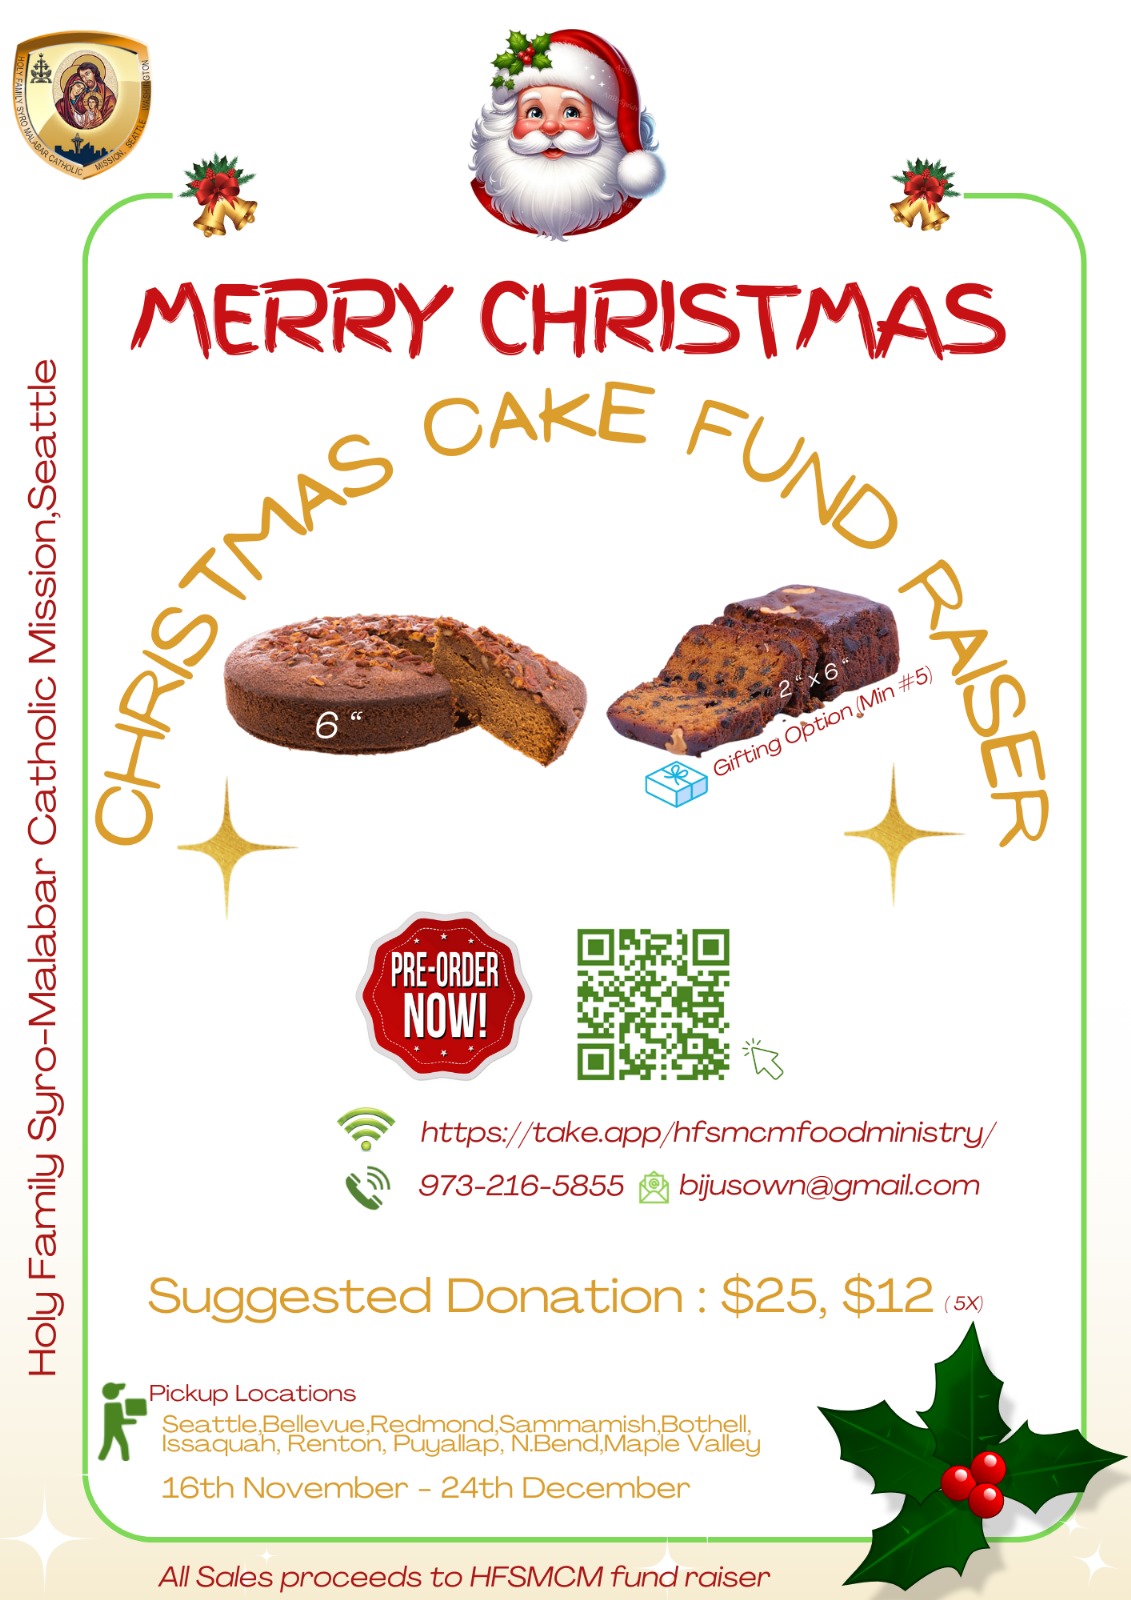 HOLY FAMILY SYRO MALABAR CATHOLIC MISSION, SEATTLE WASHINGTON
MERRY CHRISTMAS
CHRISTMAS CAKE FUND RAISER
6 “
2 “ x 6 “
Gifting Option (Min #5)
Holy Family Syro-Malabar Catholic Mission,Seattle
PRE-ORDER
NOW!
https://take.app/hfsmcmfoodministry/
973-216-5855 bijusown@gmail.com
Suggested Donation : $25, $12 ( 5X)
Pickup Locations
Seattle,Bellevue,Redmond,Sammamish,Bothell,
Issaquah, Renton, Puyallap, N.Bend,Maple Valley
16th November - 24th December
All Sales proceeds to HFSMCM fund raiser